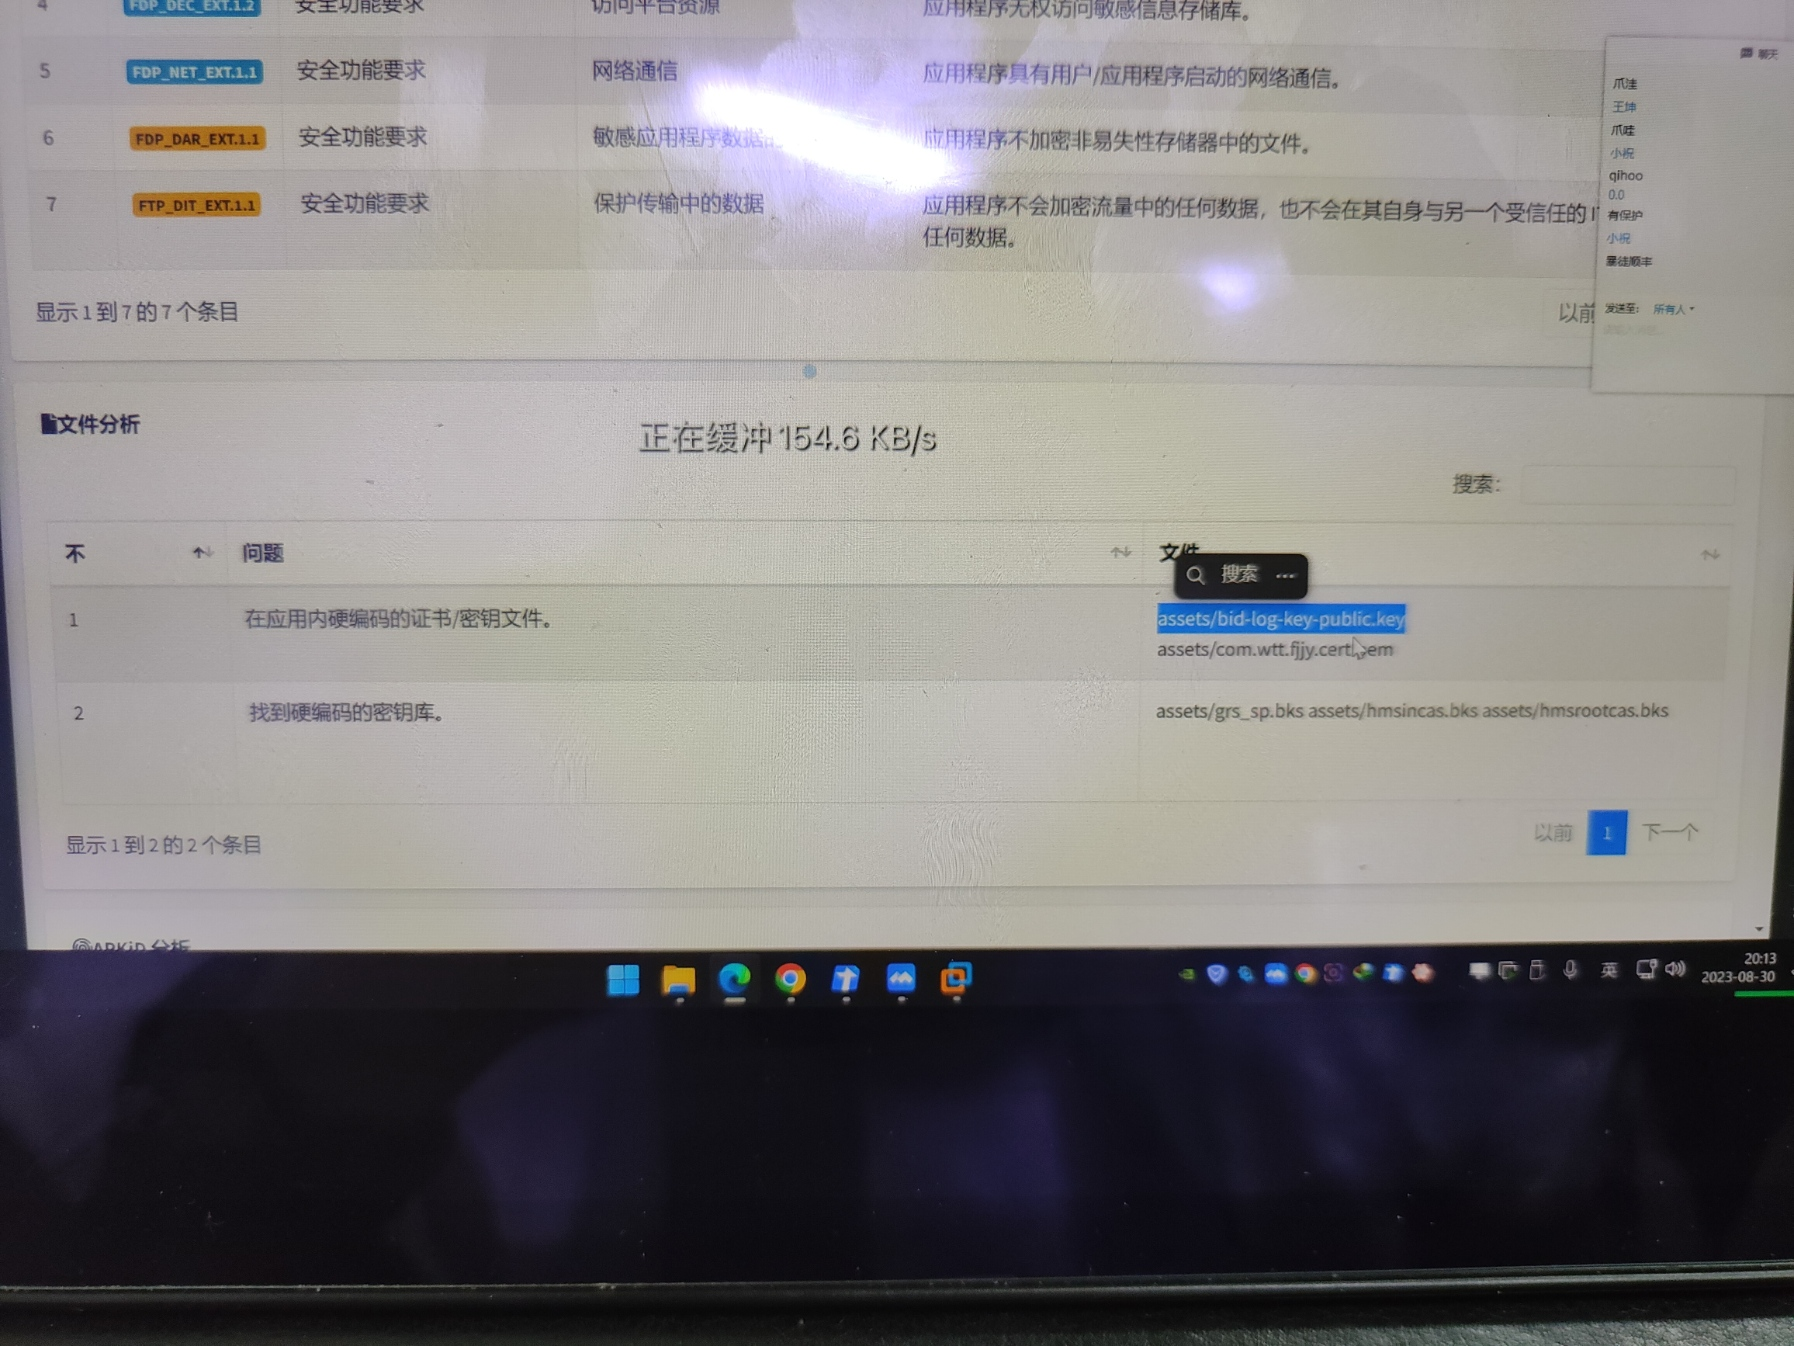 4 FDP_DEC_EXT.1.2 安全功能要求 访问平台资源 应用程序无权访问敏感信息存储库。
5 FDP_NET_EXT.1.1 安全功能要求 网络通信 应用程序具有用户/应用程序启动的网络通信。
6 FDP_DAR_EXT.1.1 安全功能要求 敏感应用程序数据 应用程序不加密非易失性存储器中的文件。
7 FTP_DIT_EXT.1.1 安全功能要求 保护传输中的数据 应用程序不会加密流量中的任何数据，也不会在其自身与另一个受信任的
任何数据。
显示 1 到 7 的 7 个条目
以前
聊天
爪洼
王坤
爪哇
小祝
qihoo
0.0
有保护
小祝
暴徒顺丰
发送至: 所有人
文件分析
正在缓冲 154.6 KB/s
搜索:
不 问题 文件
搜索 ···
1 在应用内硬编码的证书/密钥文件。 assets/bid-log-key-public.key
assets/com.wtt.fjjy.cert.pem
2 找到硬编码的密钥库。 assets/grs_sp.bks assets/hmsincas.bks assets/hmsrootcas.bks
显示 1 到 2 的 2 个条目
以前 1 下一个
APKiD 分析
英
20:13
2023-08-30